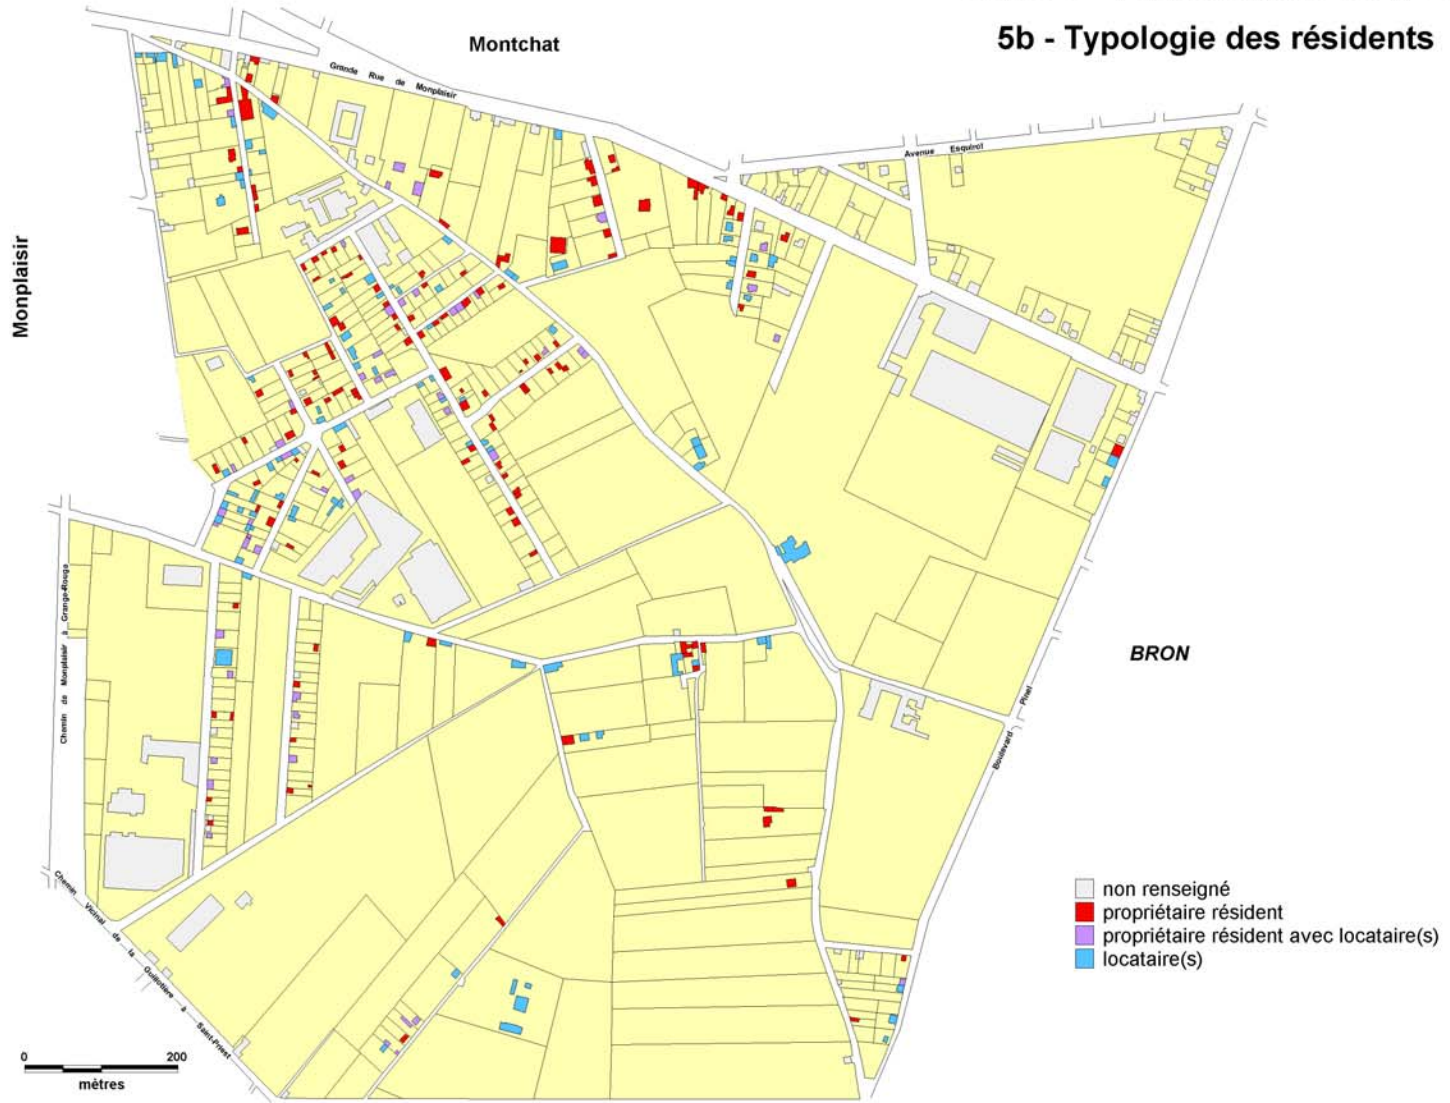 5b - Typologie des résidents
Montchat
Grande Rue de Monplaisir
Avenue Esquirol
Monplaisir
Chemin de Monplaisir à Grange-Rouge
BRON
Boulevard Pinel
Chemin Vicinal de la Guillotière à Saint-Priest
non renseigné
propriétaire résident
propriétaire résident avec locataire(s)
locataire(s)
0 200
mètres